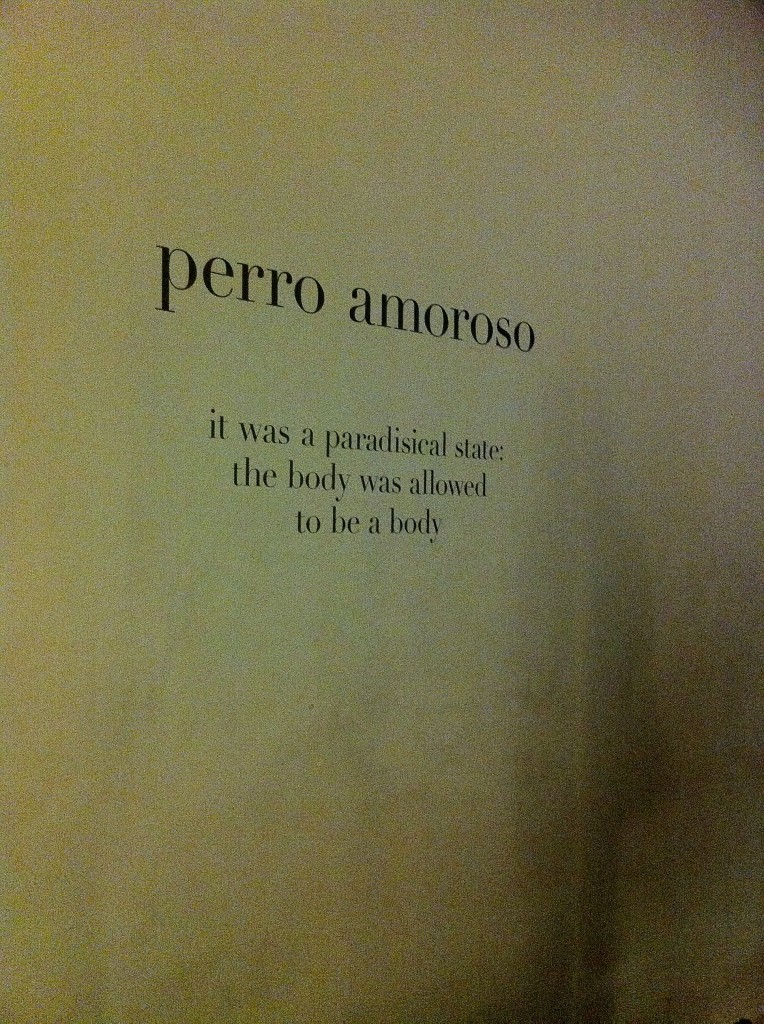 perro amoroso
it was a paradisical state:
the body was allowed
to be a body